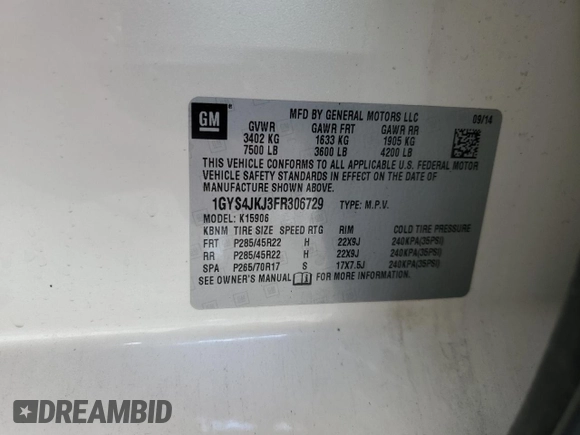 GM
MFD BY GENERAL MOTORS LLC 09/14
GVWR GAWR FRT GAWR RR
3402 KG 1633 KG 1905 KG
7500 LB 3600 LB 4200 LB
THIS VEHICLE CONFORMS TO ALL APPLICABLE U.S. FEDERAL MOTOR
VEHICLE SAFETY STANDARDS IN EFFECT ON THE DATE OF
MANUFACTURE SHOWN ABOVE.
1GYS4JKJ3FR306729 TYPE: M.P.V.
MODEL: K15906
KBNM TIRE SIZE SPEED RTG RIM COLD TIRE PRESSURE
FRT P285/45R22 H 22X9J 240KPA(35PSI)
RR P285/45R22 H 22X9J 240KPA(35PSI)
SPA P265/70R17 S 17X7.5J 240KPA(35PSI)
SEE OWNER'S MANUAL FOR MORE INFORMATION.
DREAMBID